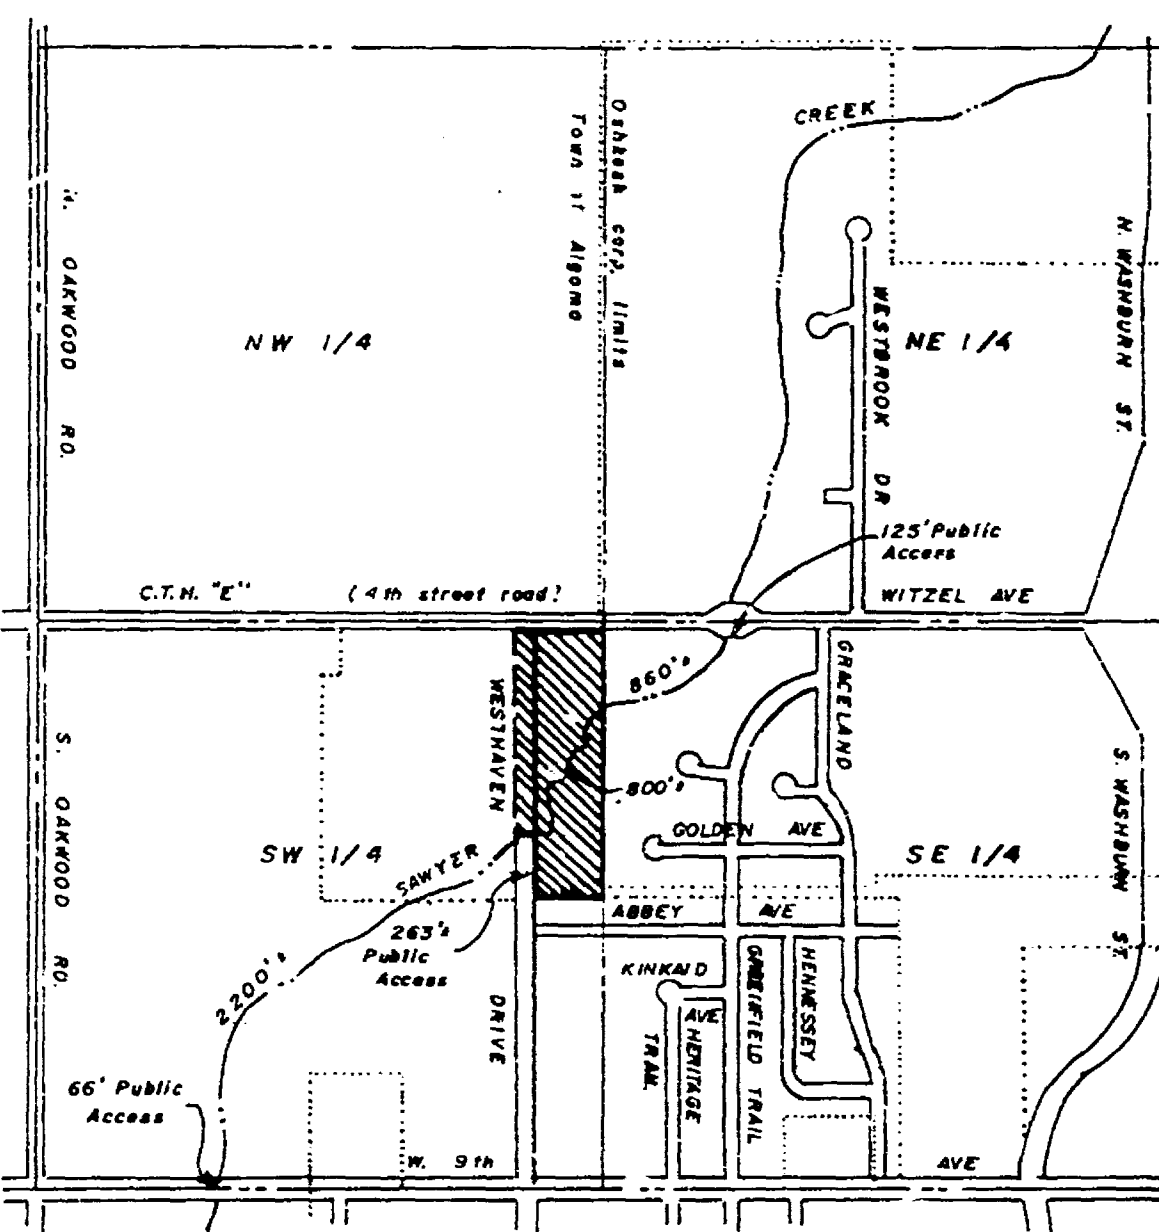 CREEK
Oshkosh corp. limits
Town of Algoma
N. OAKWOOD RD.
N. WASHBURN ST.
NW 1/4
WESTBROOK DR
NE 1/4
125' Public
Access
C.T.H. "E"
(4th street road)
WITZEL AVE
860'±
GRACELAND
WESTHAVEN
800'±
S. OAKWOOD RD.
S. WASHBURN ST.
GOLDEN AVE
SW 1/4
SAWYER
SE 1/4
ABBEY AVE
263'±
Public
Access
KINKAID
AVE
2200'±
DRIVE
HERITAGE
TRAIL
HENNESSEY
66' Public
Access
W. 9th
AVE